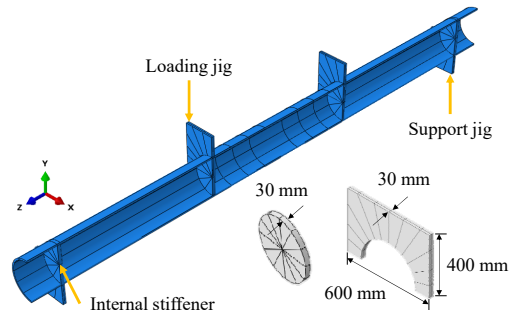 Loading jig
Support jig
Y
Z
X
30 mm
30 mm
400 mm
600 mm
Internal stiffener